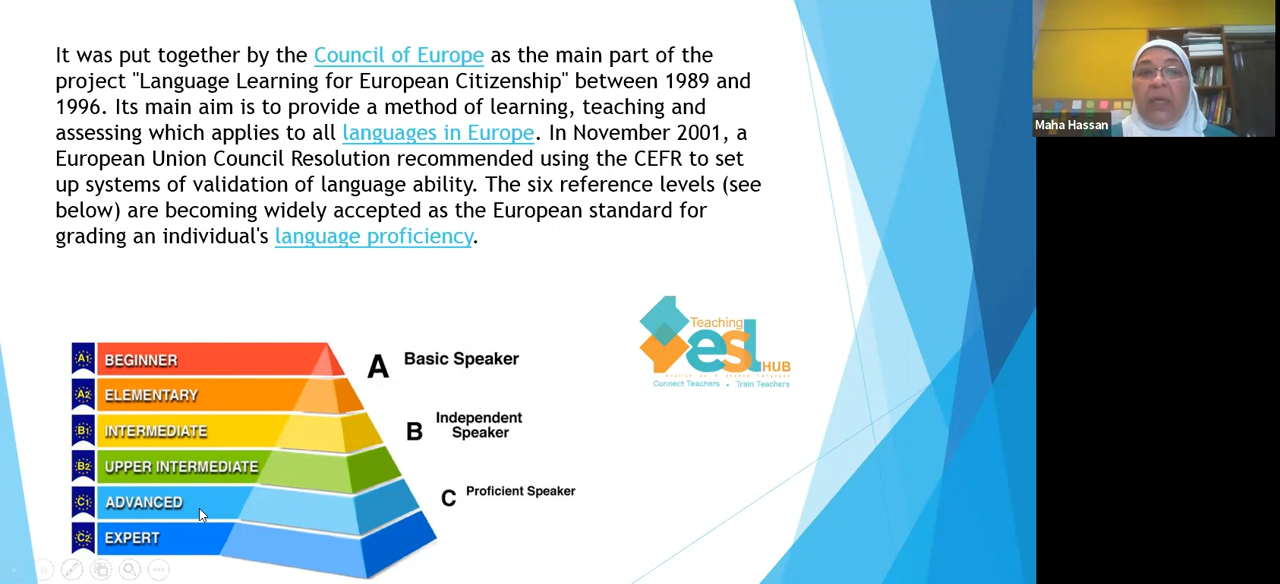 It was put together by the Council of Europe as the main part of the
project "Language Learning for European Citizenship" between 1989 and
1996. Its main aim is to provide a method of learning, teaching and
assessing which applies to all languages in Europe. In November 2001, a
European Union Council Resolution recommended using the CEFR to set
up systems of validation of language ability. The six reference levels (see
below) are becoming widely accepted as the European standard for
grading an individual's language proficiency.
Maha Hassan
Teaching
esl
HUB
Connect Teachers . Train Teachers
A1 BEGINNER
A2 ELEMENTARY
B1 INTERMEDIATE
B2 UPPER INTERMEDIATE
C1 ADVANCED
C2 EXPERT
A Basic Speaker
B Independent
Speaker
C Proficient Speaker